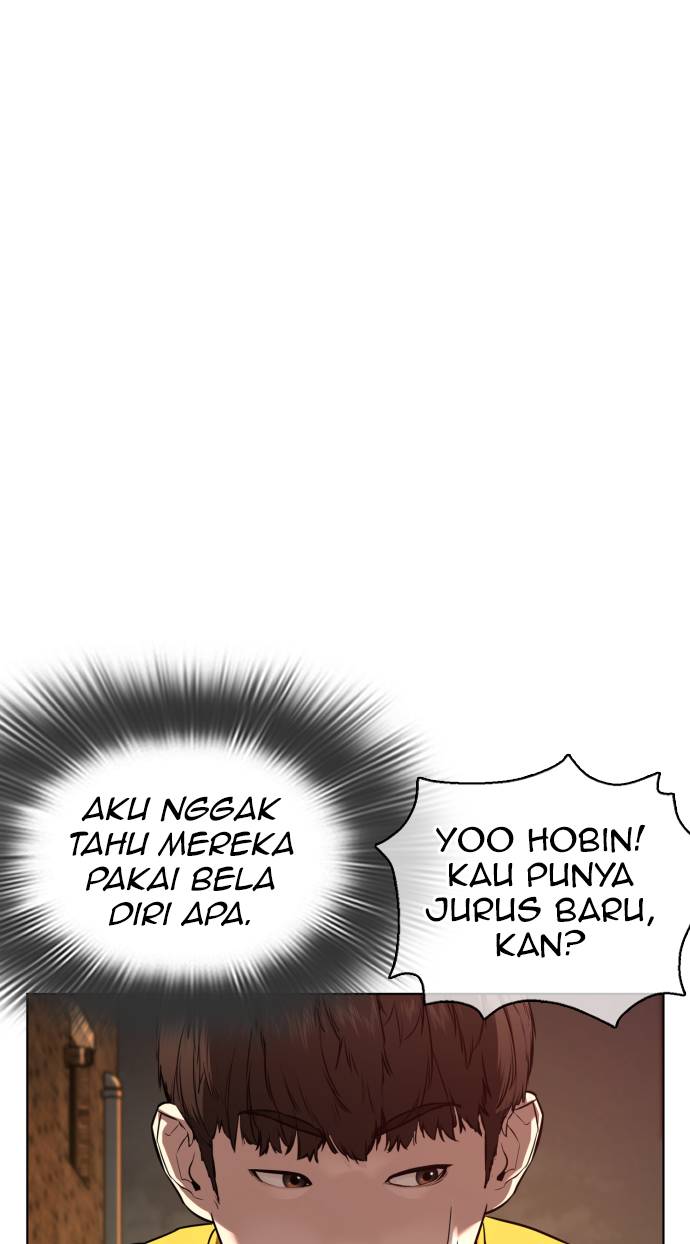 AKU NGGAK
TAHU MEREKA
PAKAI BELA
DIRI APA.
YOO HOBIN!
KAU PUNYA
JURUS BARU,
KAN?